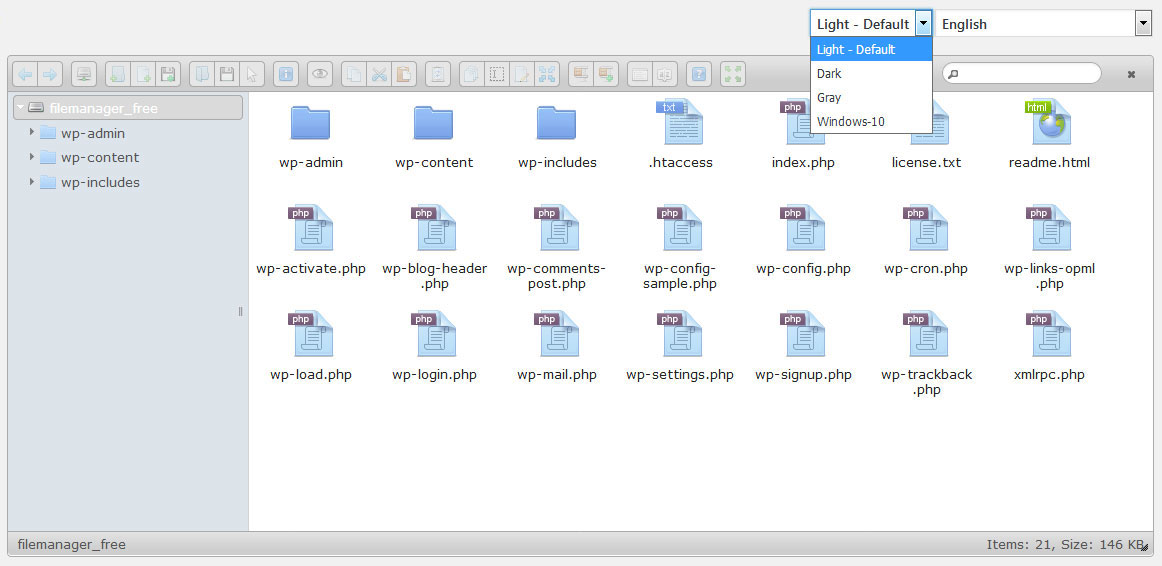 Light - Default
English
Light - Default
Dark
Gray
Windows-10
filemanager_free
wp-admin
wp-content
wp-includes
txt
php
html
wp-admin
wp-content
wp-includes
.htaccess
index.php
license.txt
readme.html
php
php
php
php
php
php
php
wp-activate.php
wp-blog-header
.php
wp-comments-
post.php
wp-config-
sample.php
wp-config.php
wp-cron.php
wp-links-opml
.php
php
php
php
php
php
php
php
wp-load.php
wp-login.php
wp-mail.php
wp-settings.php
wp-signup.php
wp-trackback
.php
xmlrpc.php
filemanager_free
Items: 21, Size: 146 KB